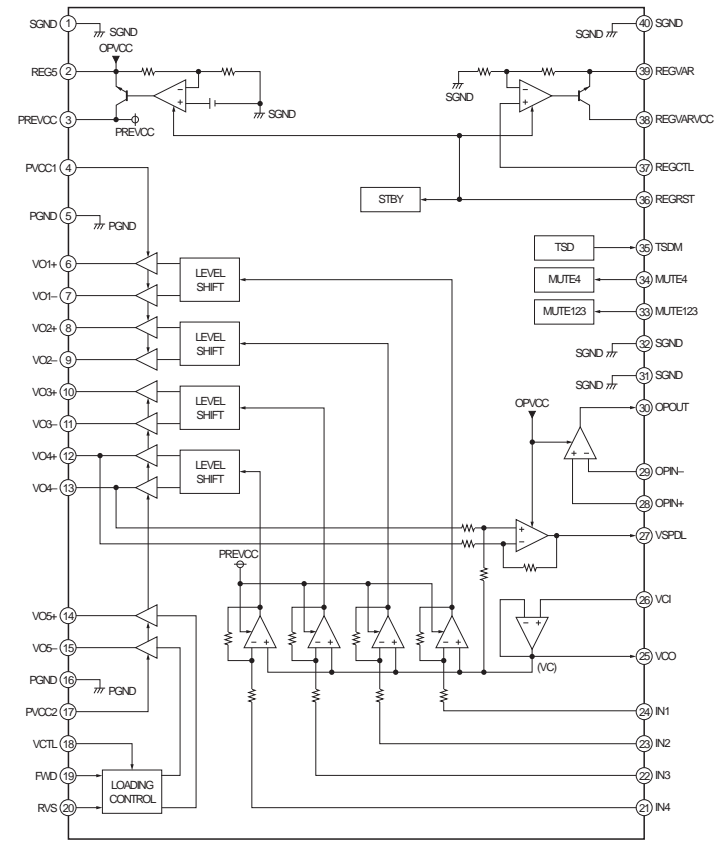 SGND 1
SGND
40 SGND
SGND
OPVCC
REG5 2
39 REGVAR
SGND
SGND
PREVCC 3
PREVCC
38 REGVARVCC
PVCC1 4
37 REGCTL
STBY
36 REGRST
PGND 5
PGND
TSD
35 TSDM
VO1+ 6
LEVEL
SHIFT
MUTE4
34 MUTE4
VO1– 7
MUTE123
33 MUTE123
VO2+ 8
LEVEL
SHIFT
32 SGND
SGND
VO2– 9
31 SGND
SGND
VO3+ 10
LEVEL
SHIFT
OPVCC
30 OPOUT
VO3– 11
VO4+ 12
LEVEL
SHIFT
29 OPIN–
VO4– 13
28 OPIN+
+
–
27 VSPDL
PREVCC
VO5+ 14
26 VCI
VO5– 15
25 VCO
(VC)
PGND 16
PGND
PVCC2 17
24 IN1
VCTL 18
23 IN2
FWD 19
LOADING
CONTROL
22 IN3
RVS 20
21 IN4